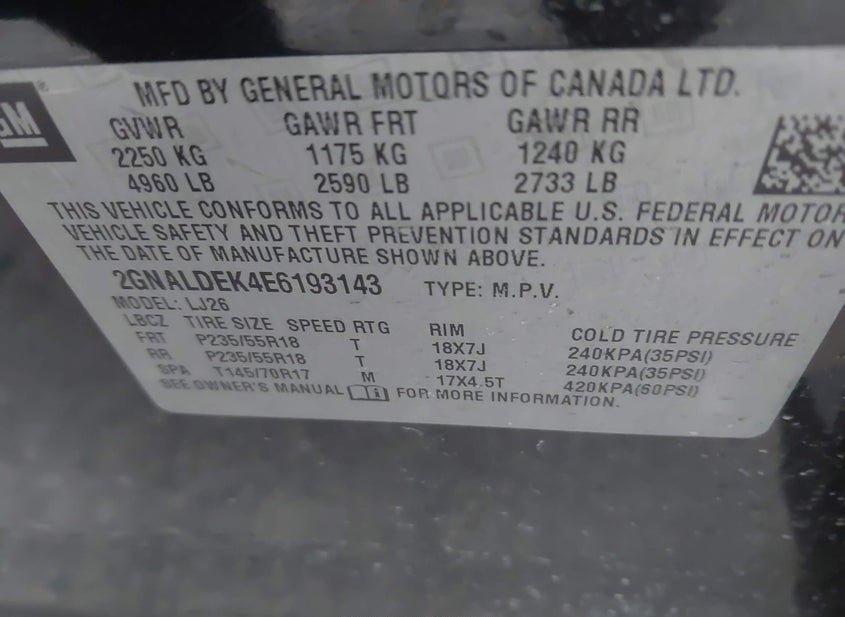 MFD BY GENERAL MOTORS OF CANADA LTD.
GM ®
GVWR GAWR FRT GAWR RR
2250 KG 1175 KG 1240 KG
4960 LB 2590 LB 2733 LB
THIS VEHICLE CONFORMS TO ALL APPLICABLE U.S. FEDERAL MOTOR
VEHICLE SAFETY AND THEFT PREVENTION STANDARDS IN EFFECT ON
THE DATE OF MANUFACTURE SHOWN ABOVE.
2GNALDEK4E6193143 TYPE: M.P.V.
MODEL: LJ26
LBCZ TIRE SIZE SPEED RTG RIM COLD TIRE PRESSURE
FRT P235/55R18 T 18X7J 240KPA(35PSI)
RR P235/55R18 T 18X7J 240KPA(35PSI)
SPA T145/70R17 M 17X4.5T 420KPA(60PSI)
SEE OWNER'S MANUAL FOR MORE INFORMATION.